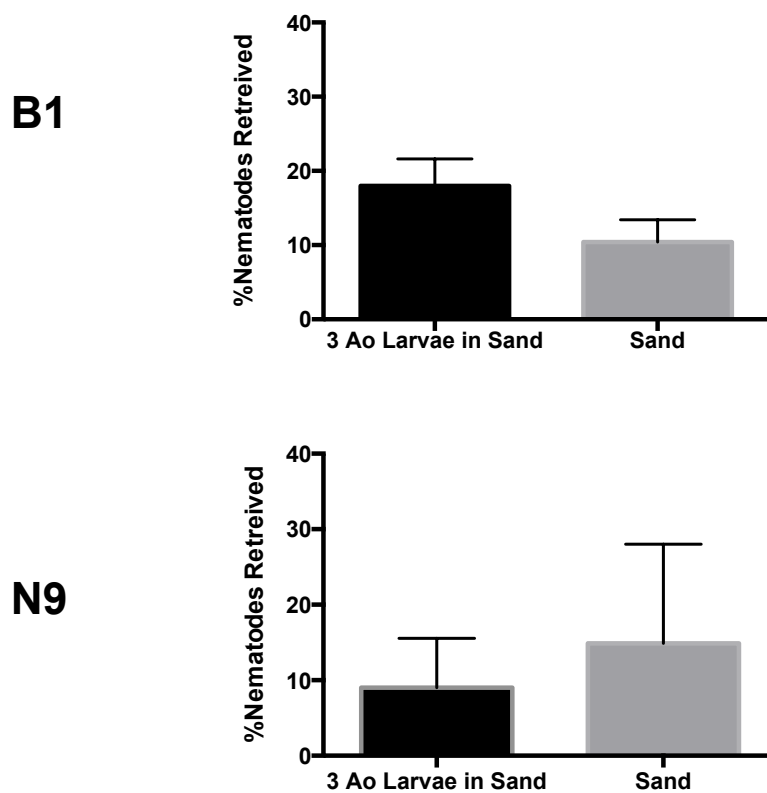 B1
%Nematodes Retreived
40
30
20
10
0
3 Ao Larvae in Sand
Sand
N9
%Nematodes Retreived
40
30
20
10
0
3 Ao Larvae in Sand
Sand